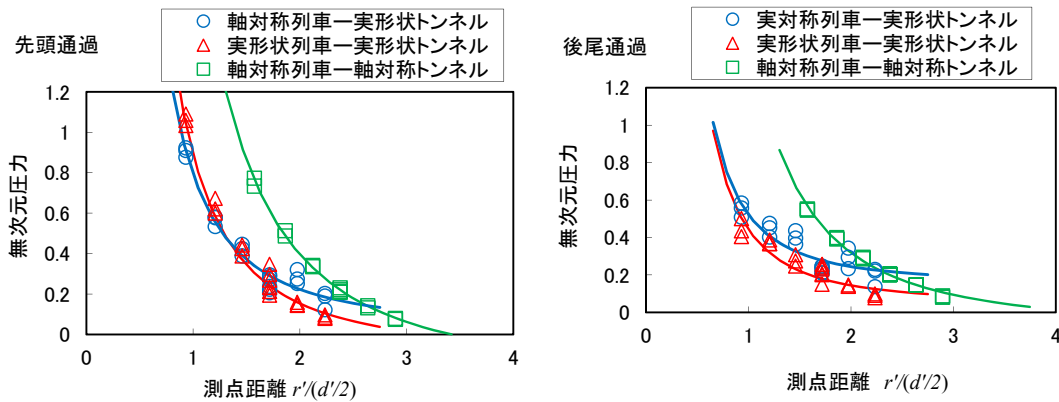 先頭通過
軸対称列車ー実形状トンネル
実形状列車ー実形状トンネル
軸対称列車ー軸対称トンネル
1.2
1
0.8
0.6
0.4
0.2
0
無次元圧力
0 1 2 3 4
測点距離 r'/(d'/2)
後尾通過
実対称列車ー実形状トンネル
実形状列車ー実形状トンネル
軸対称列車ー軸対称トンネル
1.2
1
0.8
0.6
0.4
0.2
0
無次元圧力
0 1 2 3 4
測点距離 r'/(d'/2)